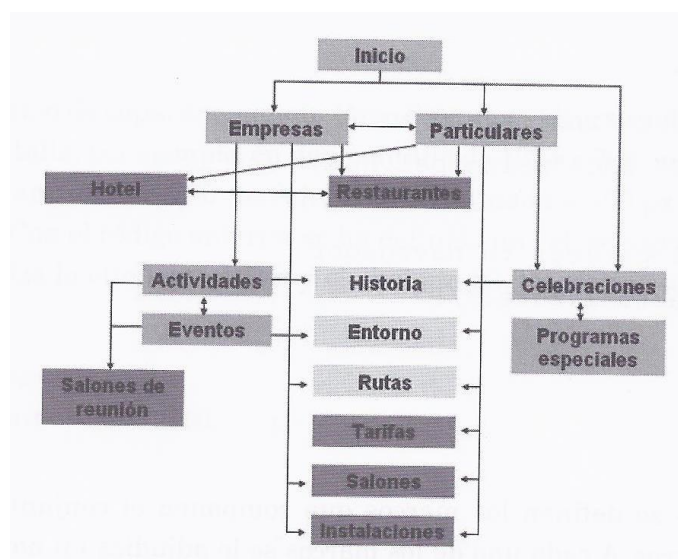 Inicio
Empresas
Particulares
Hotel
Restaurantes
Actividades
Historia
Celebraciones
Eventos
Entorno
Programas
especiales
Salones de
reunión
Rutas
Tarifas
Salones
Instalaciones